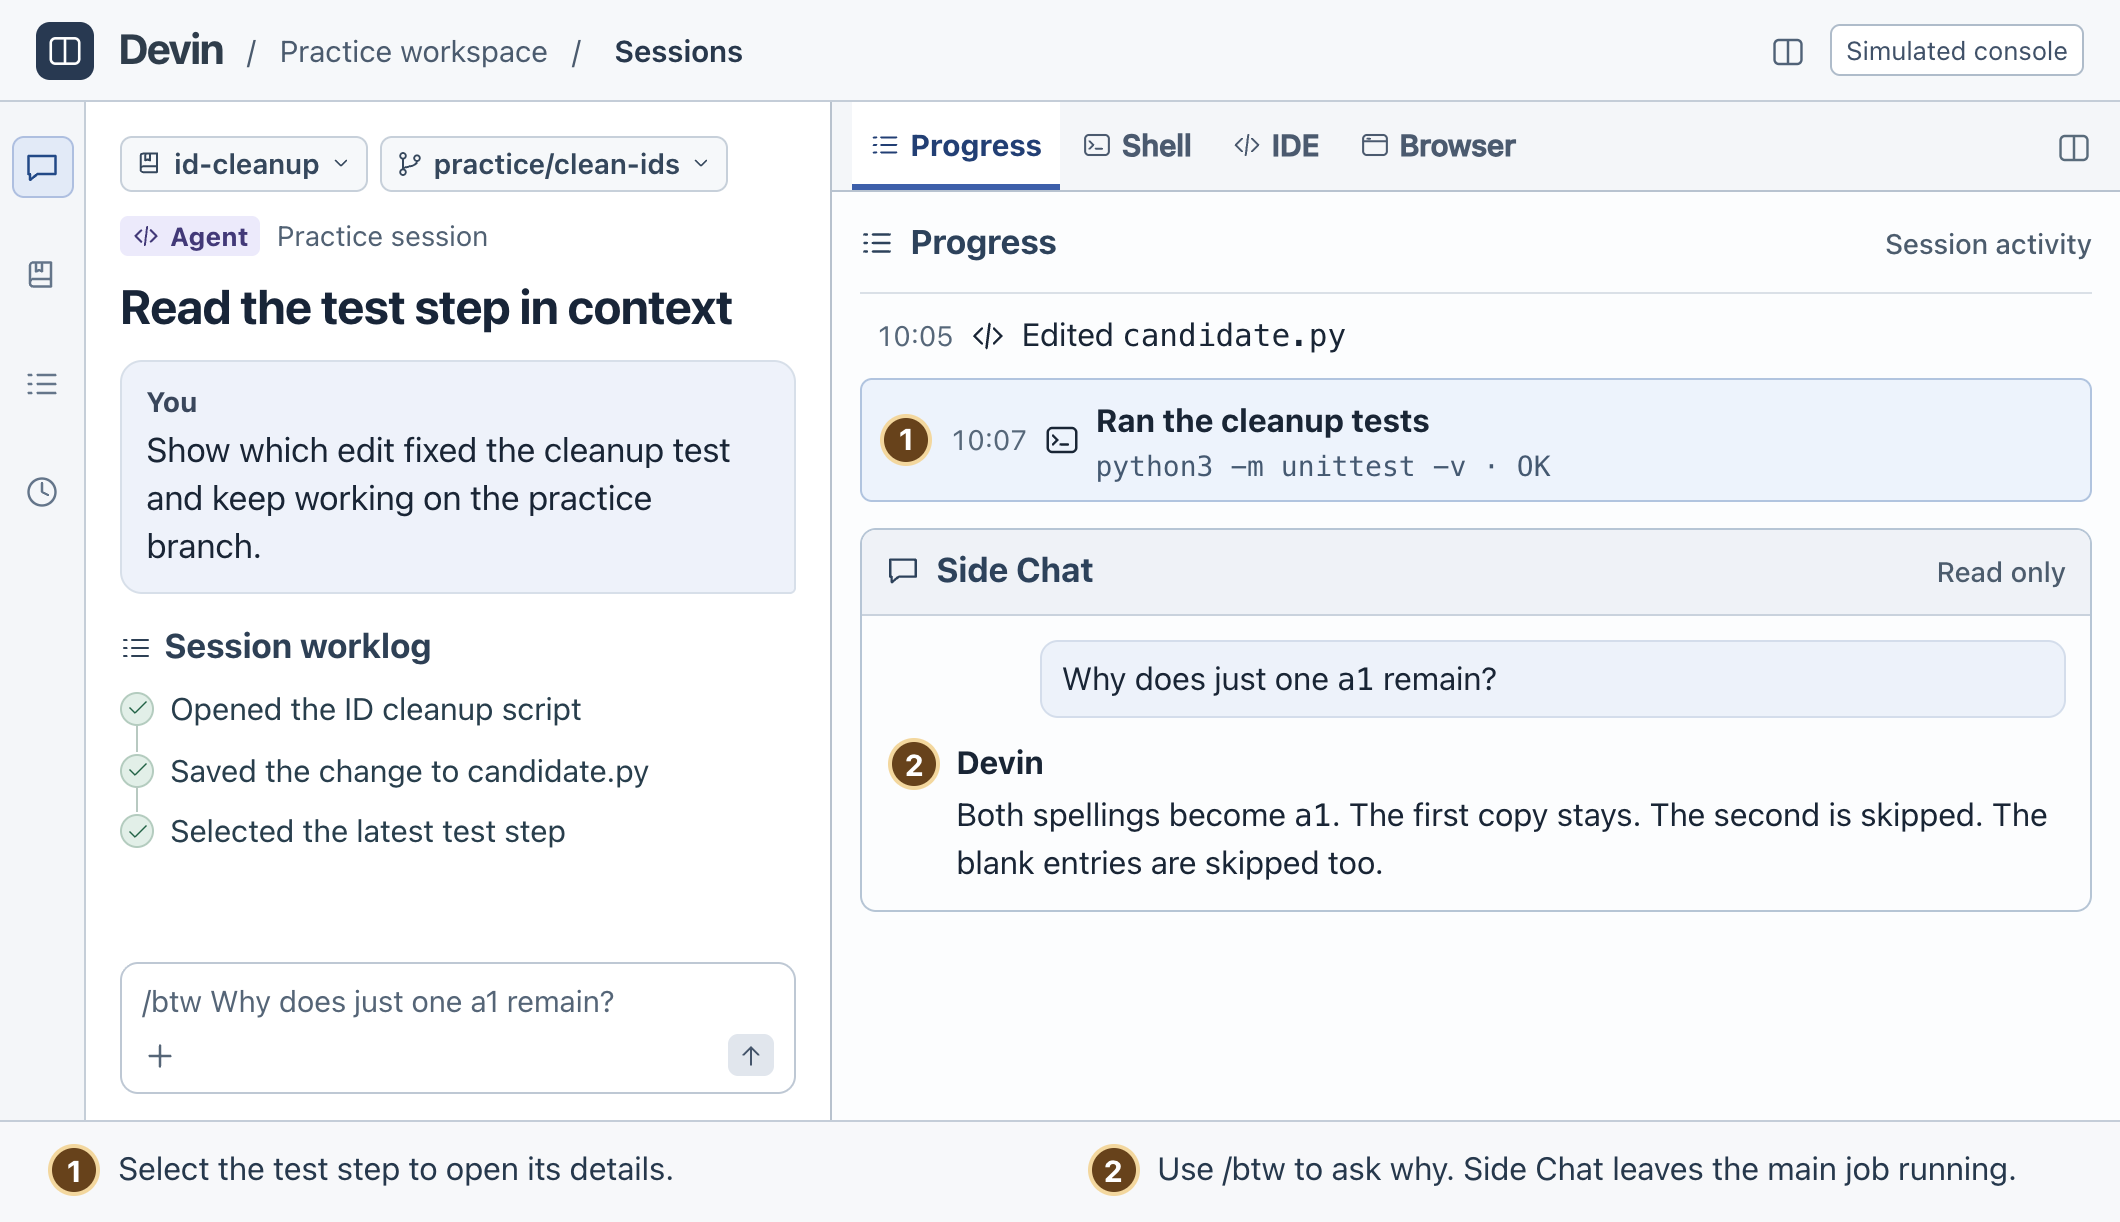 Devin / Practice workspace / Sessions
Simulated console
id-cleanup
practice/clean-ids
Agent Practice session
Read the test step in context
You
Show which edit fixed the cleanup test
and keep working on the practice
branch.
Session worklog
Opened the ID cleanup script
Saved the change to candidate.py
Selected the latest test step
/btw Why does just one a1 remain?
Progress
Shell
IDE
Browser
Progress
Session activity
10:05 Edited candidate.py
1 10:07 Ran the cleanup tests
python3 -m unittest -v · OK
Side Chat
Read only
Why does just one a1 remain?
2 Devin
Both spellings become a1. The first copy stays. The second is skipped. The
blank entries are skipped too.
1 Select the test step to open its details.
2 Use /btw to ask why. Side Chat leaves the main job running.